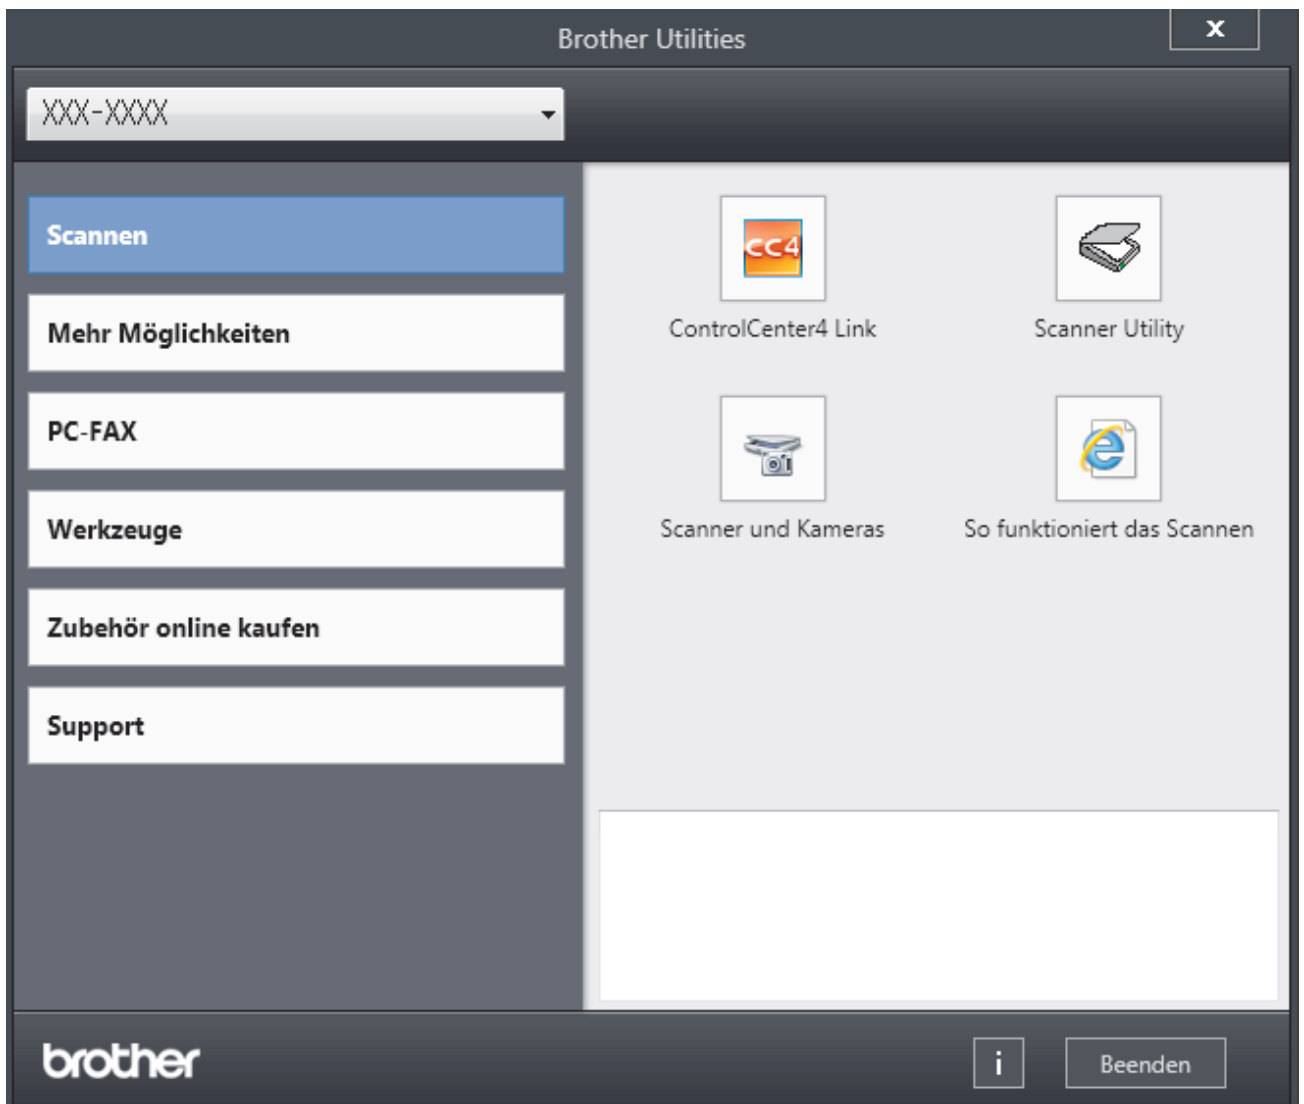 Brother Utilities
X
XXX-XXXX
Scannen
Mehr Möglichkeiten
PC-FAX
Werkzeuge
Zubehör online kaufen
Support
CC4
ControlCenter4 Link
Scanner Utility
Scanner und Kameras
So funktioniert das Scannen
brother
i
Beenden